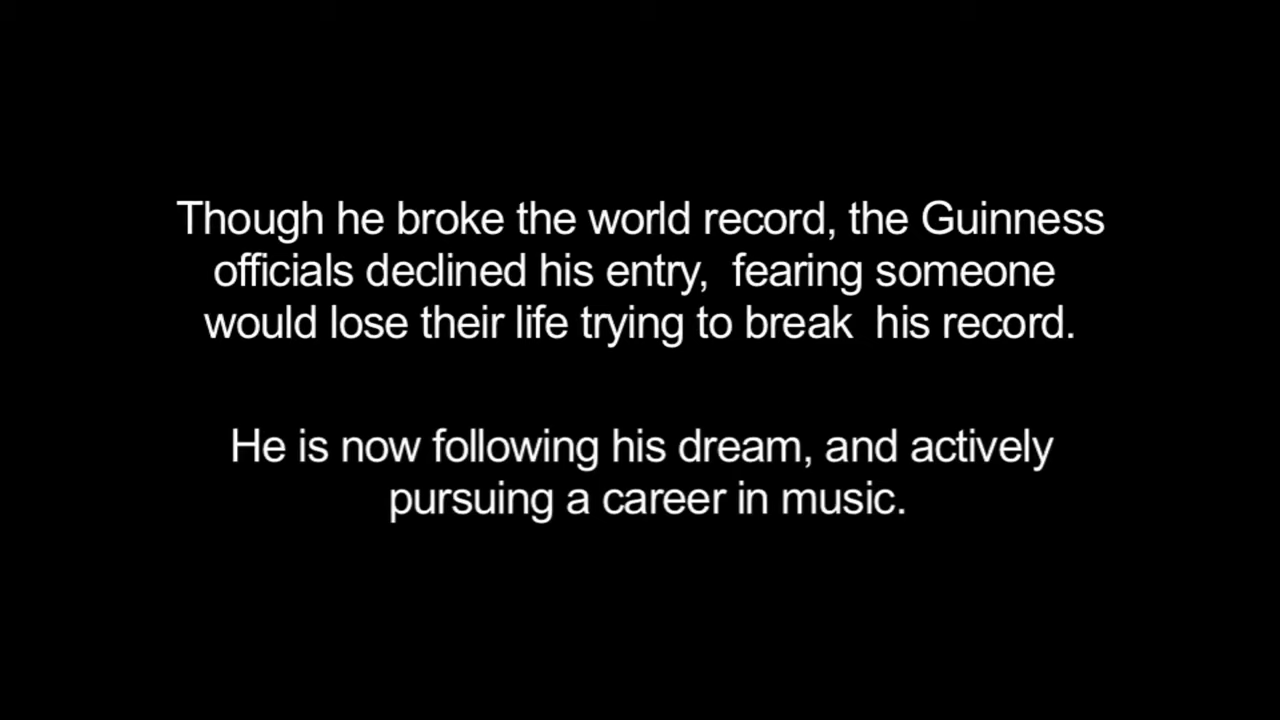 Though he broke the world record, the Guinness
officials declined his entry,  fearing someone
would lose their life trying to break  his record.
He is now following his dream, and actively
pursuing a career in music.